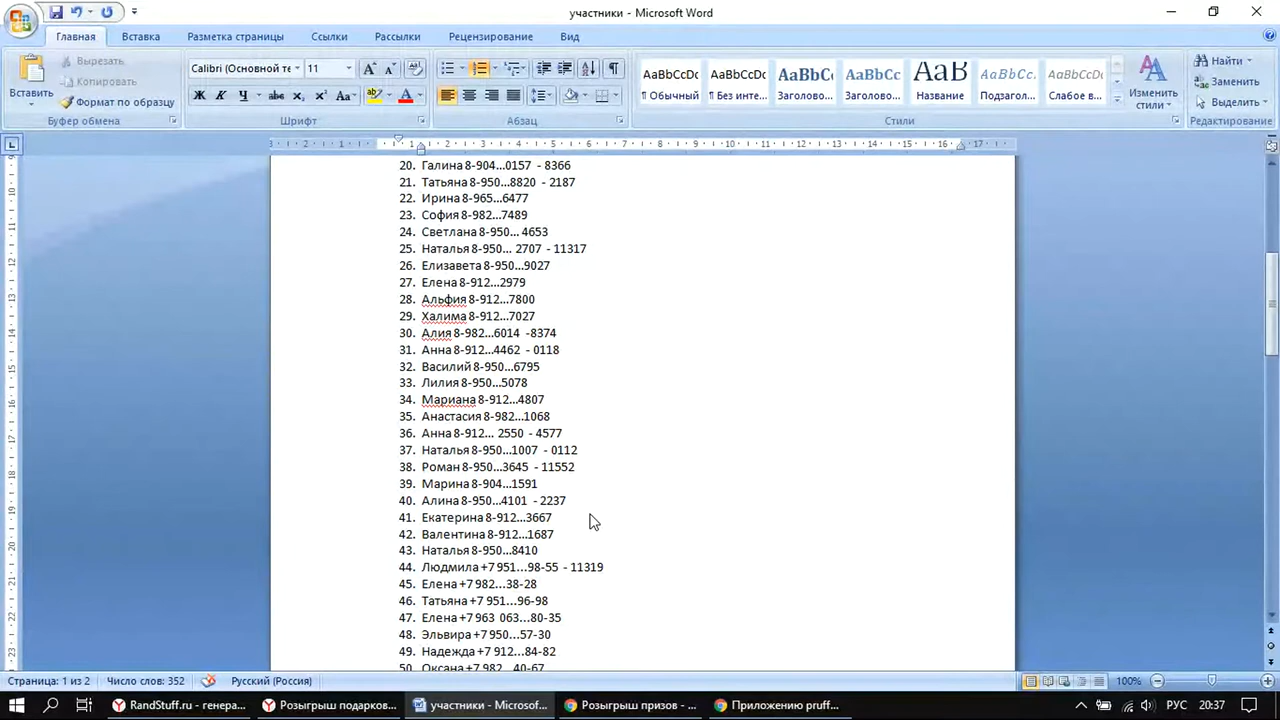 участники - Microsoft Word
Главная Вставка Разметка страницы Ссылки Рассылки Рецензирование Вид
Вставить
Вырезать
Копировать
Формат по образцу
Буфер обмена
Calibri (Основной те 11
Ж К Ч abc x₂ x² Aa
Шрифт
Абзац
AaBbCcDc AaBbCcDc AaBbC AaBbCc AaB AaBbCc. AaBbCcDc
¶ Обычный ¶ Без инте... Заголово... Заголово... Название Подзагол... Слабое в...
Изменить стили
Стили
Найти
Заменить
Выделить
Редактирование
20. Галина 8-904...0157 - 8366
21. Татьяна 8-950...8820 - 2187
22. Ирина 8-965...6477
23. София 8-982...7489
24. Светлана 8-950... 4653
25. Наталья 8-950... 2707 - 11317
26. Елизавета 8-950...9027
27. Елена 8-912...2979
28. Альфия 8-912...7800
29. Халима 8-912...7027
30. Алия 8-982...6014 -8374
31. Анна 8-912...4462 - 0118
32. Василий 8-950...6795
33. Лилия 8-950...5078
34. Мариана 8-912...4807
35. Анастасия 8-982...1068
36. Анна 8-912... 2550 - 4577
37. Наталья 8-950...1007 - 0112
38. Роман 8-950...3645 - 11552
39. Марина 8-904...1591
40. Алина 8-950...4101 - 2237
41. Екатерина 8-912...3667
42. Валентина 8-912...1687
43. Наталья 8-950...8410
44. Людмила +7 951...98-55 - 11319
45. Елена +7 982...38-28
46. Татьяна +7 951...96-98
47. Елена +7 963 063...80-35
48. Эльвира +7 950...57-30
49. Надежда +7 912...84-82
50. Оксана +7 982...40-67
Страница: 1 из 2 Число слов: 352 Русский (Россия) 100%
RandStuff.ru - генера... Розыгрыш подарков... участники - Microsof... Розыгрыш призов - ... Приложению pruff... РУС 20:37